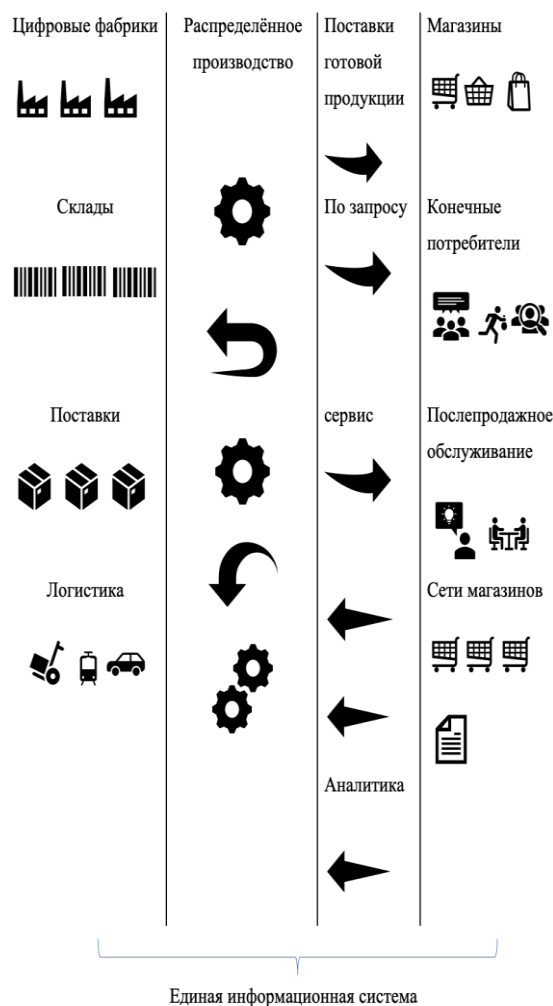 Цифровые фабрики
Распределённое
производство
Поставки
готовой
продукции
Магазины
Склады
По запросу
Конечные
потребители
Поставки
сервис
Послепродажное
обслуживание
Логистика
Сети магазинов
Аналитика
Единая информационная система